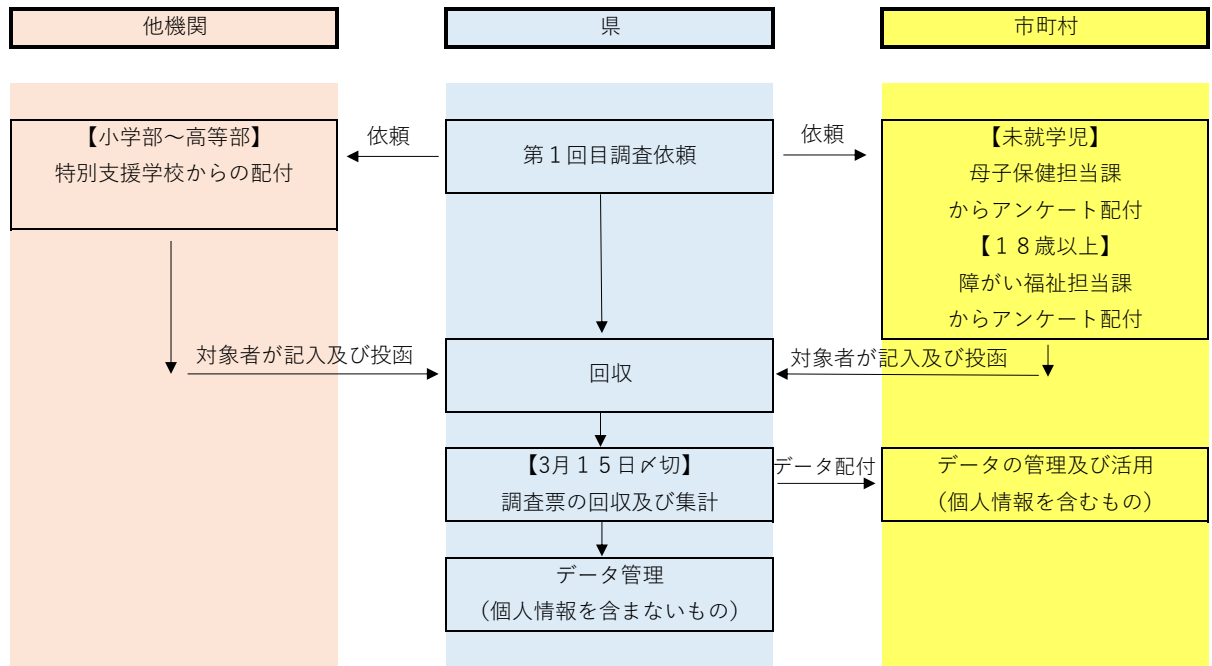 他機関
県
市町村
【小学部～高等部】
特別支援学校からの配付
依頼
第１回目調査依頼
依頼
【未就学児】
母子保健担当課
からアンケート配付
【１８歳以上】
障がい福祉担当課
からアンケート配付
対象者が記入及び投函
回収
対象者が記入及び投函
【3月１５日〆切】
調査票の回収及び集計
データ配付
データの管理及び活用
（個人情報を含むもの）
データ管理
（個人情報を含まないもの）